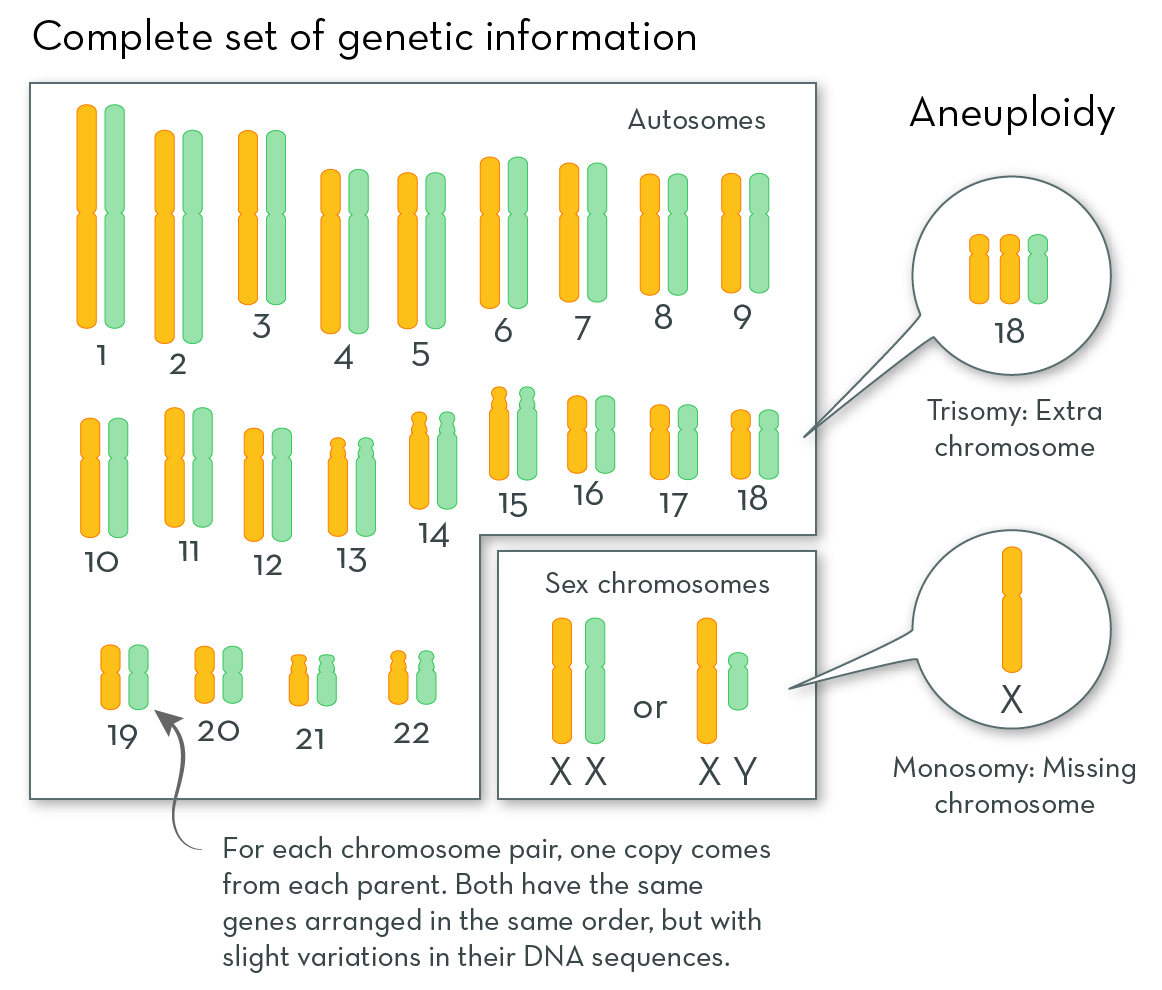 Complete set of genetic information
Autosomes
1
2
3
4
5
6
7
8
9
10
11
12
13
14
15
16
17
18
19
20
21
22
Sex chromosomes
or
X X
X Y
For each chromosome pair, one copy comes
from each parent. Both have the same
genes arranged in the same order, but with
slight variations in their DNA sequences.
Aneuploidy
18
Trisomy: Extra
chromosome
X
Monosomy: Missing
chromosome